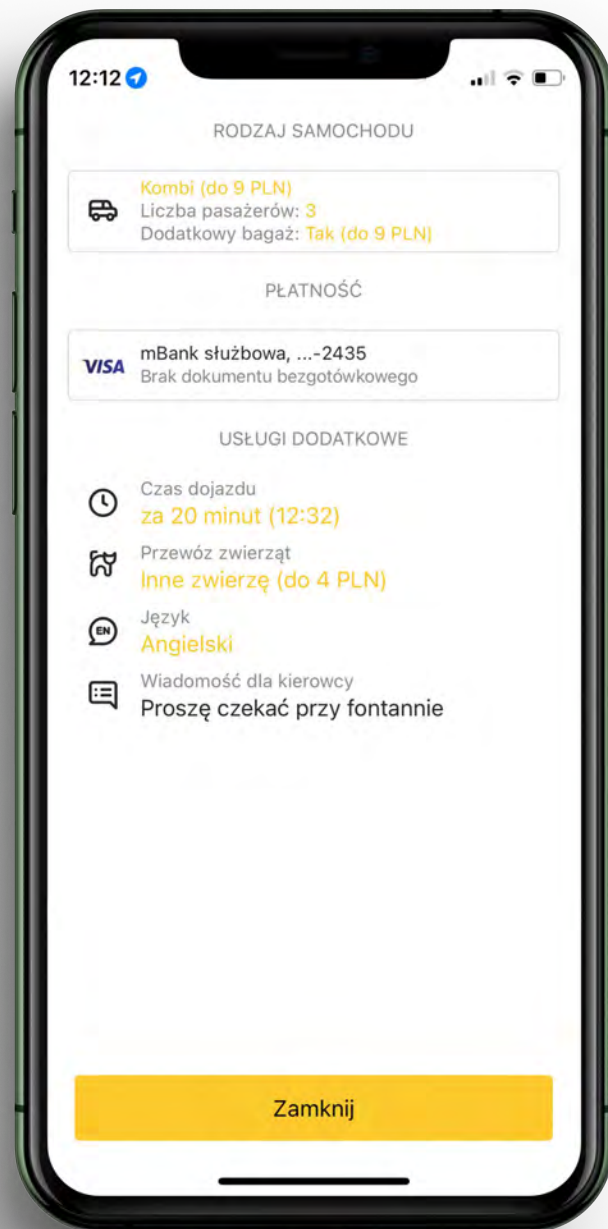 12:12
RODZAJ SAMOCHODU
Kombi (do 9 PLN)
Liczba pasażerów: 3
Dodatkowy bagaż: Tak (do 9 PLN)
PŁATNOŚĆ
VISA
mBank służbowa, ...-2435
Brak dokumentu bezgotówkowego
USŁUGI DODATKOWE
Czas dojazdu
za 20 minut (12:32)
Przewóz zwierząt
Inne zwierzę (do 4 PLN)
EN
Język
Angielski
Wiadomość dla kierowcy
Proszę czekać przy fontannie
Zamknij